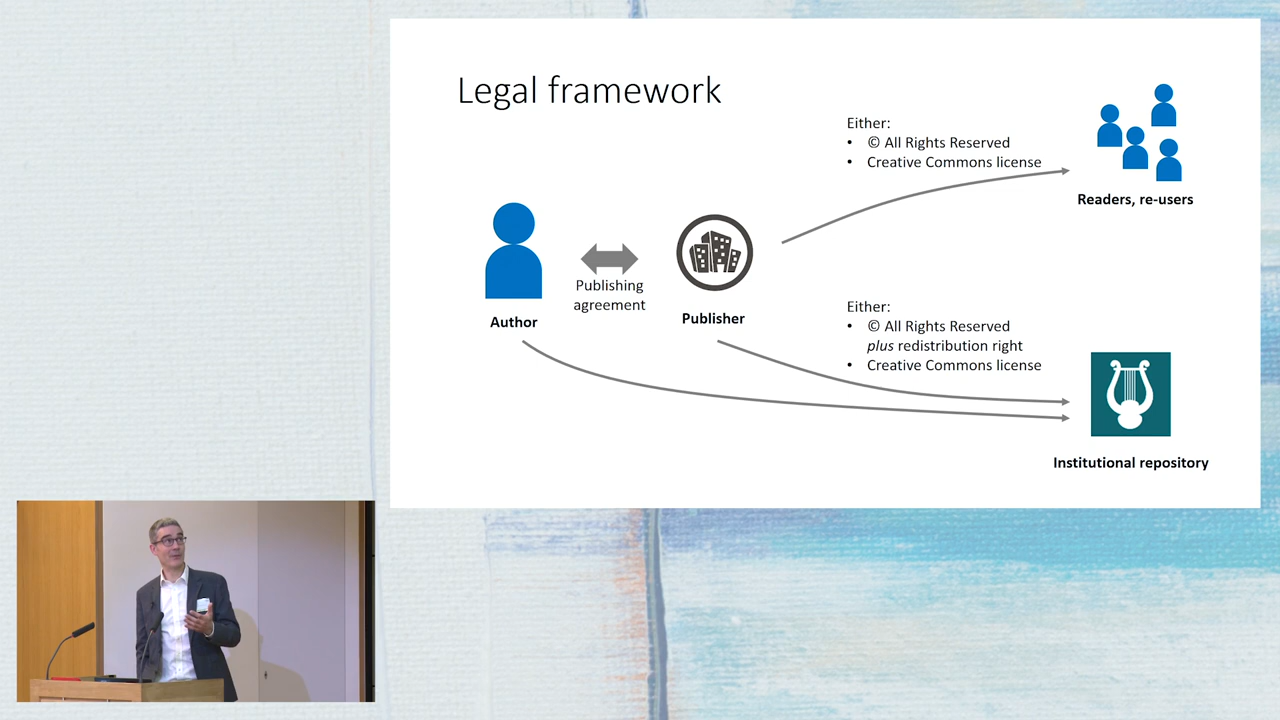 Legal framework
Either:
• © All Rights Reserved
• Creative Commons license
Readers, re-users
Publishing
agreement
Author
Publisher
Either:
• © All Rights Reserved
plus redistribution right
• Creative Commons license
Institutional repository